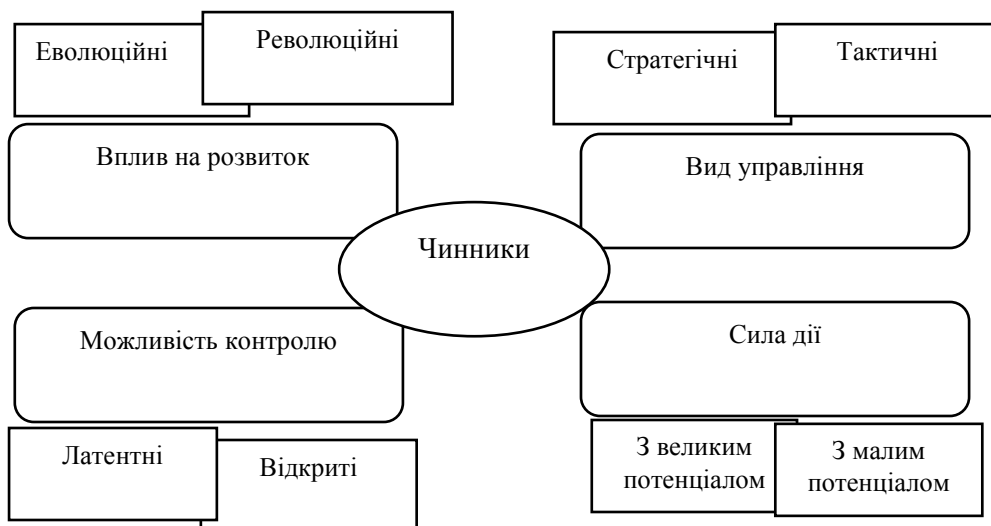 Еволюційні
Революційні
Стратегічні
Тактичні
Вплив на розвиток
Вид управління
Чинники
Можливість контролю
Сила дії
Латентні
Відкриті
З великим
потенціалом
З малим
потенціалом